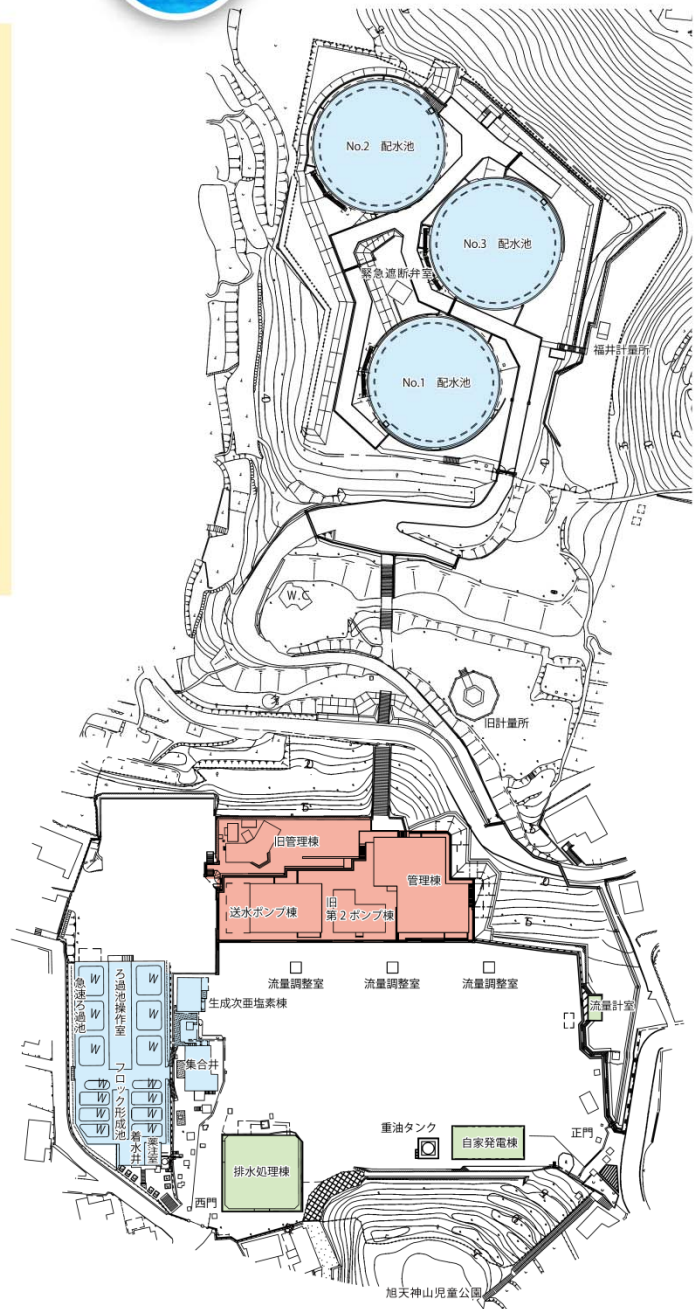 No.2 配水池
No.3 配水池
緊急遮断弁室
福井計量所
No.1 配水池
W.C
旧計量所
旧管理棟
管理棟
送水ポンプ棟
旧
第2ポンプ棟
流量調整室
流量調整室
流量調整室
流量計室
急速ろ過池
ろ過池操作室
W
W
W
W
W
W
生成次亜塩素棟
集合井
フロック形成池
W
W
W
W
W
W
W
W
着水井
薬注室
重油タンク
自家発電棟
正門
排水処理棟
西門
旭天神山児童公園